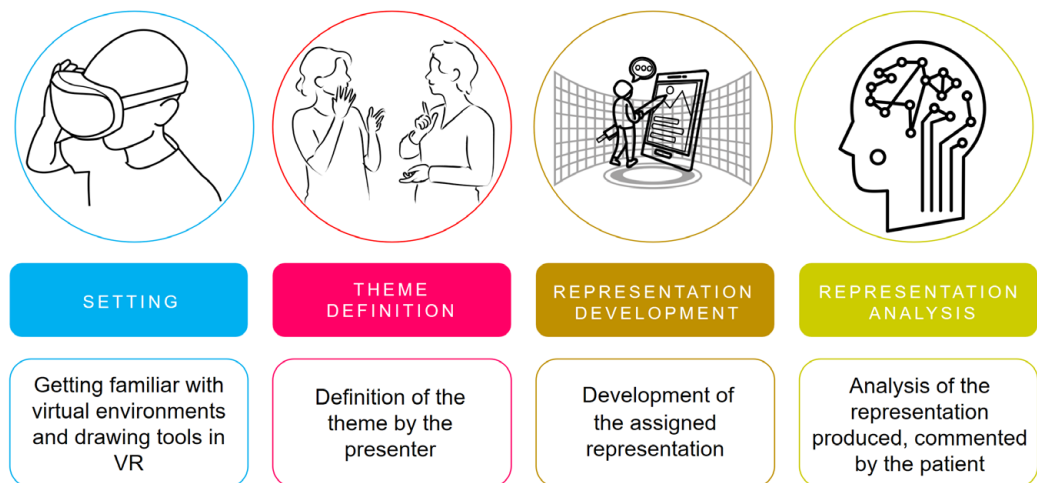 SETTING
THEME
DEFINITION
REPRESENTATION
DEVELOPMENT
REPRESENTATION
ANALYSIS
Getting familiar with
virtual environments
and drawing tools in
VR
Definition of the
theme by the
presenter
Development of
the assigned
representation
Analysis of the
representation
produced, commented
by the patient